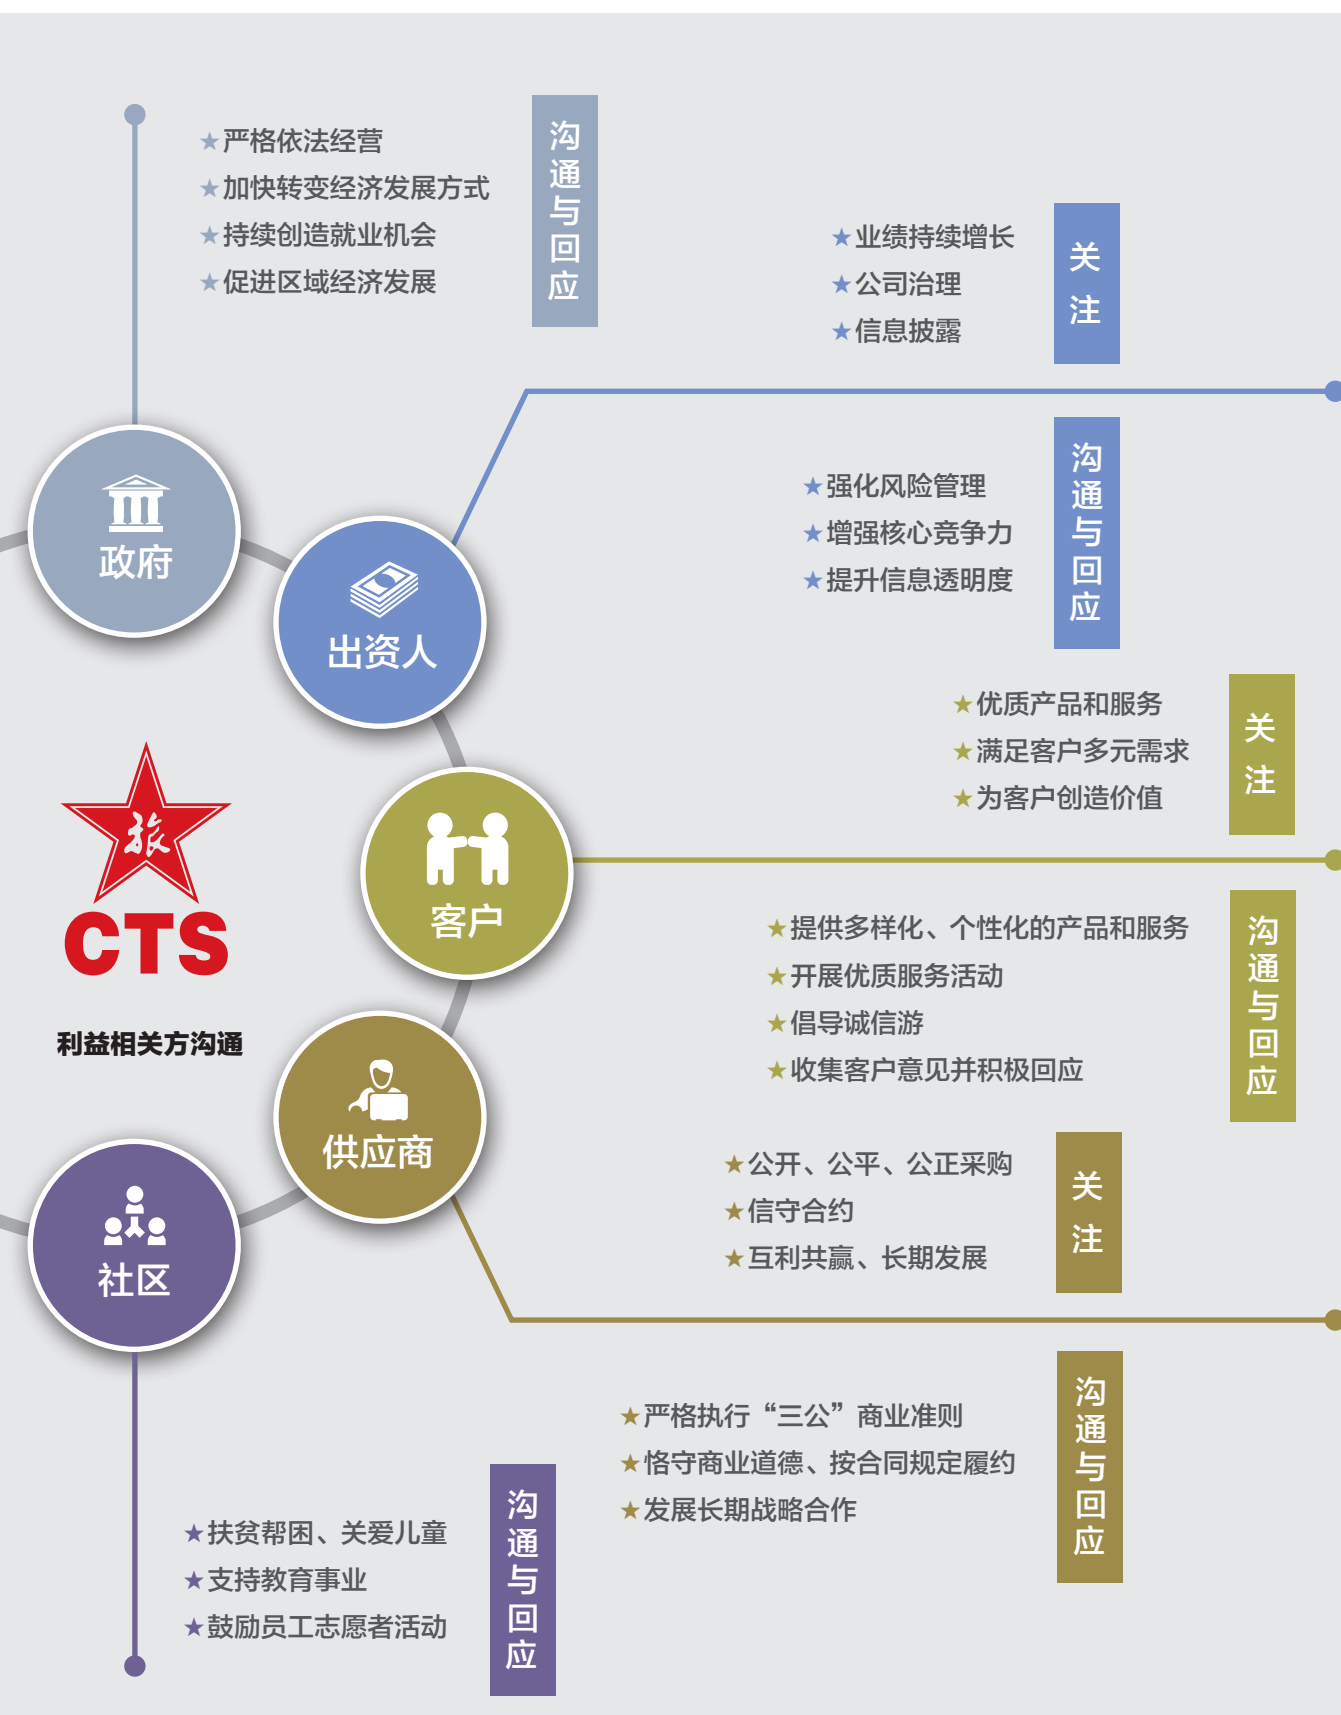 ★严格依法经营
★加快转变经济发展方式
★持续创造就业机会
★促进区域经济发展
沟通与回应
政府
★业绩持续增长
★公司治理
★信息披露
关注
出资人
★强化风险管理
★增强核心竞争力
★提升信息透明度
沟通与回应
★优质产品和服务
★满足客户多元需求
★为客户创造价值
关注
客户
★提供多样化、个性化的产品和服务
★开展优质服务活动
★倡导诚信游
★收集客户意见并积极回应
沟通与回应
旅
CTS
利益相关方沟通
★公开、公平、公正采购
★信守合约
★互利共赢、长期发展
关注
供应商
★严格执行“三公”商业准则
★恪守商业道德、按合同规定履约
★发展长期战略合作
沟通与回应
社区
★扶贫帮困、关爱儿童
★支持教育事业
★鼓励员工志愿者活动
沟通与回应